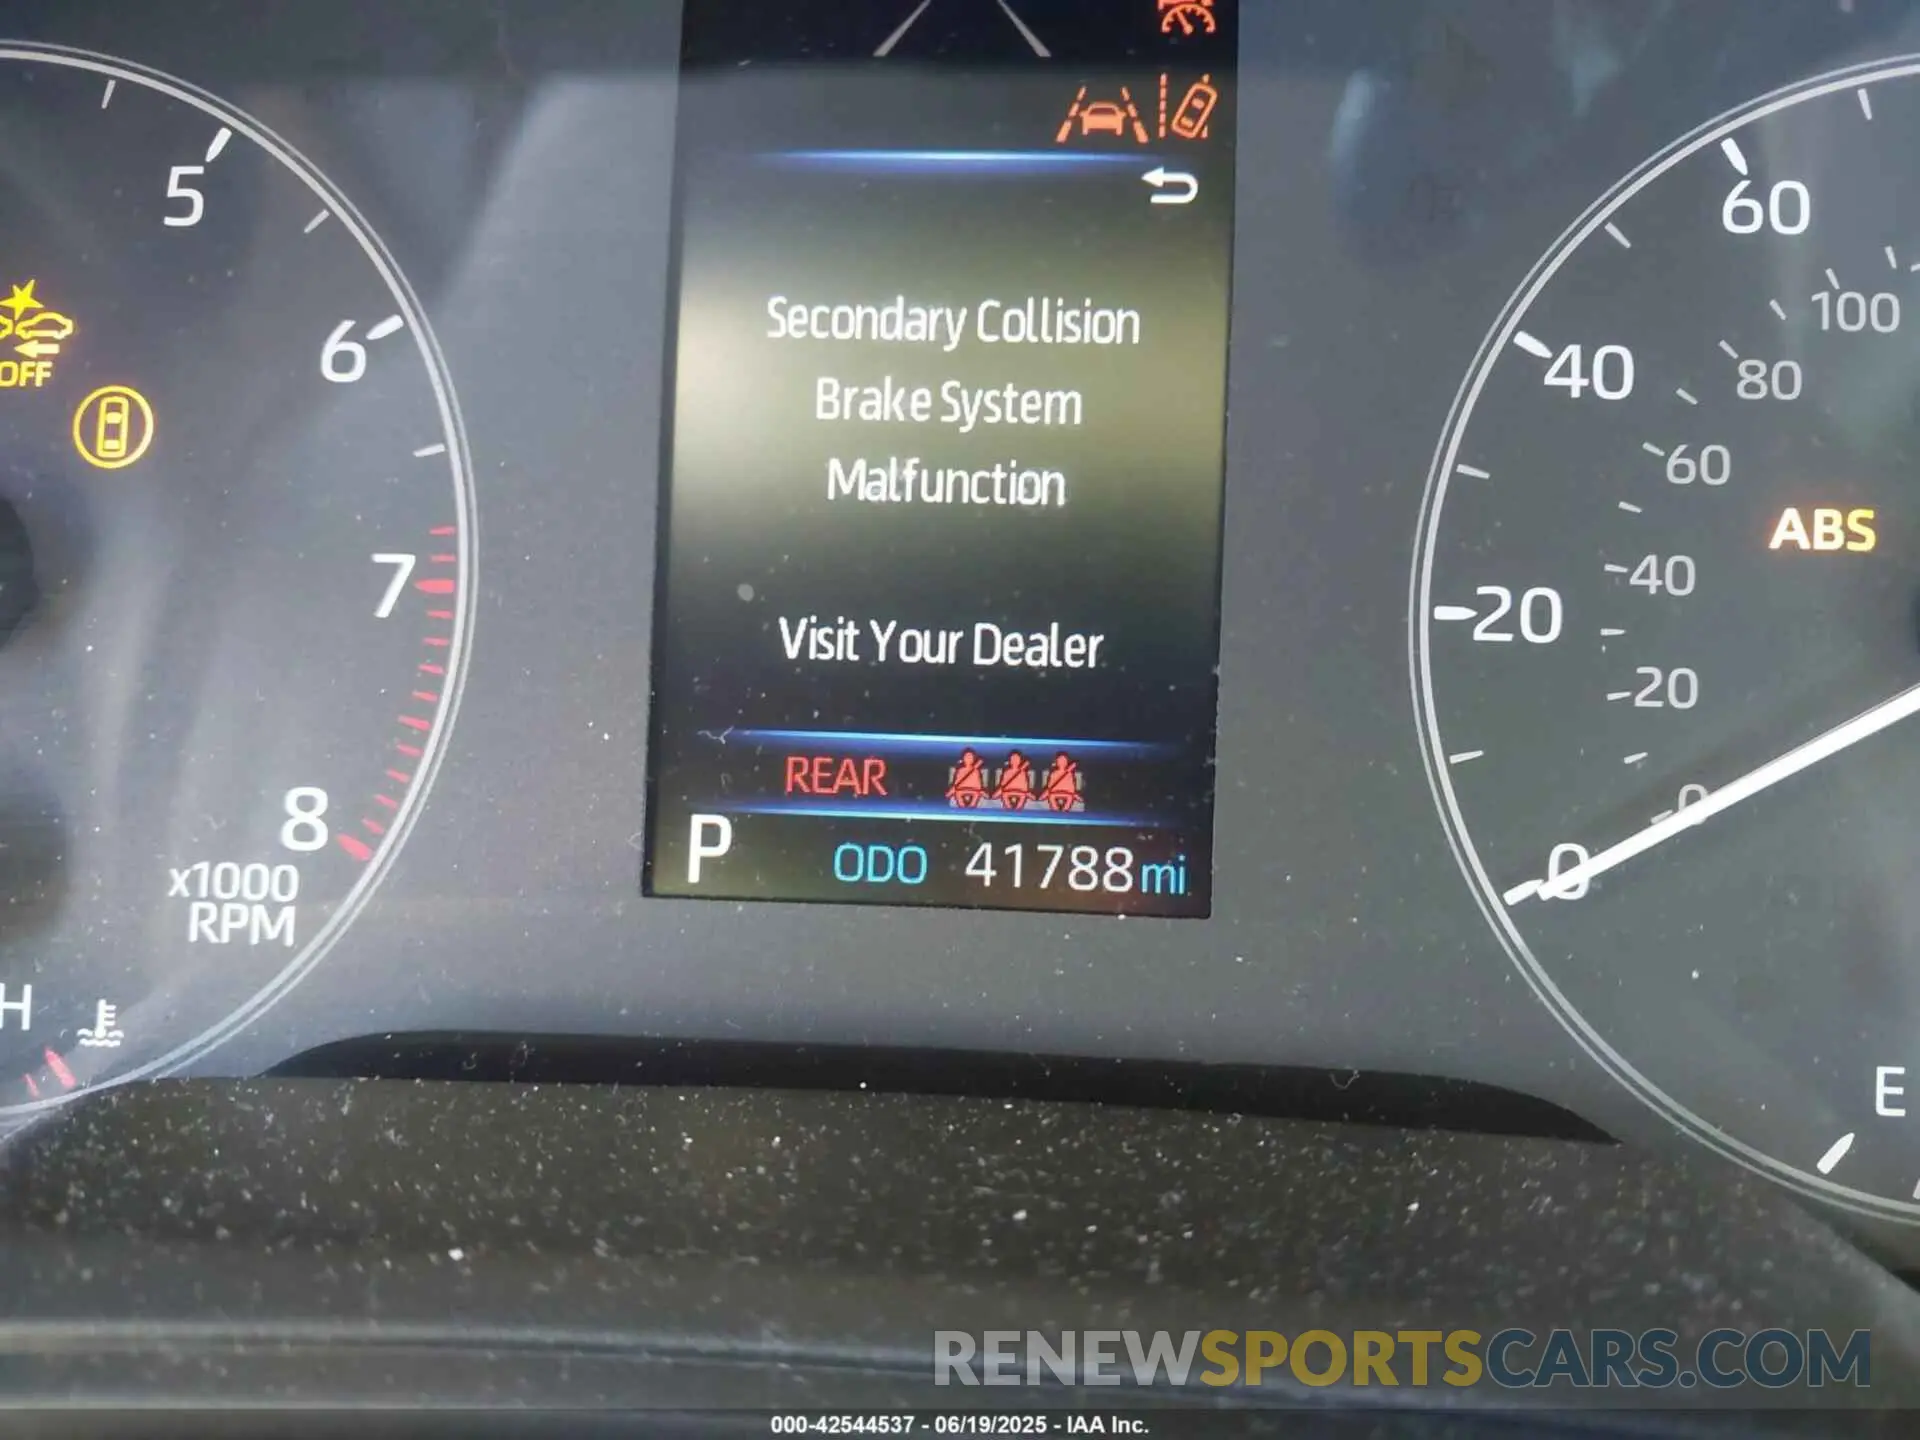 5
6
7
8
x1000
RPM
H
OFF
Secondary Collision
Brake System
Malfunction
Visit Your Dealer
REAR
P ODO 41788 mi
60
40
20
0
100
80
60
40
20
0
ABS
E
RENEWSPORTSCARS.COM
000-42544537 - 06/19/2025 - IAA Inc.